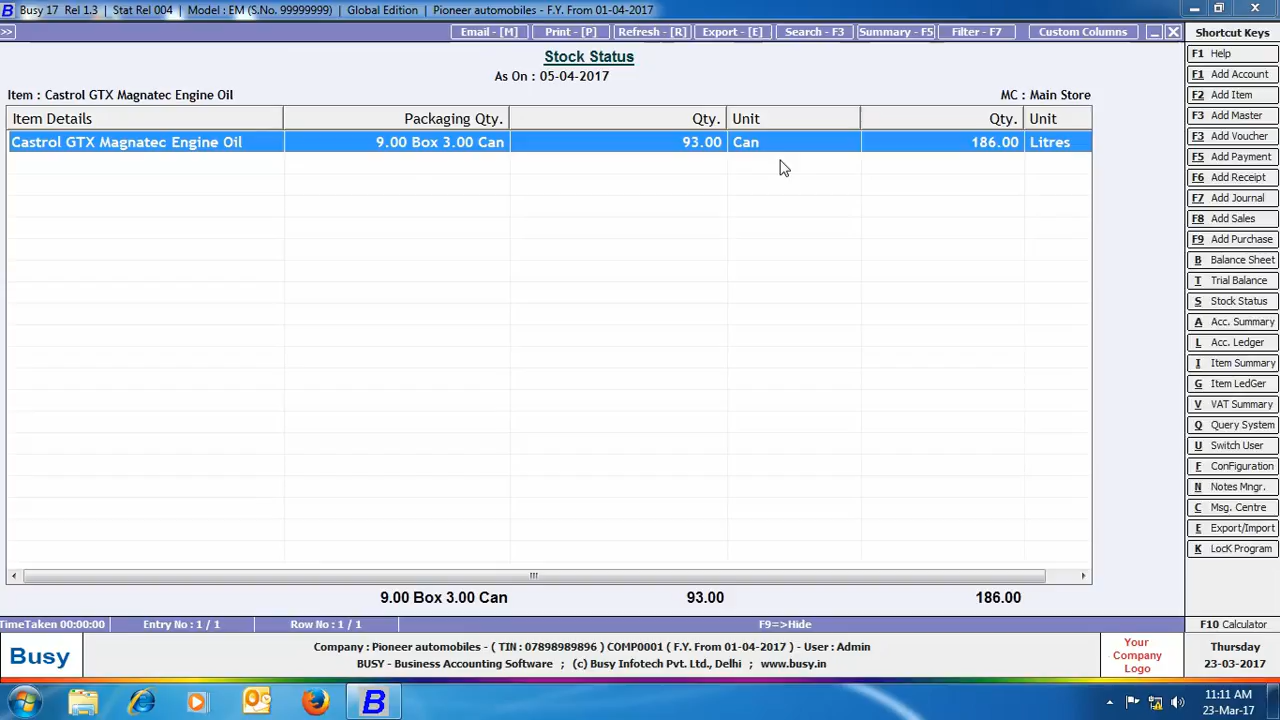 Busy 17 Rel 1.3 | Stat Rel 004 | Model : EM (S.No. 99999999) | Global Edition | Pioneer automobiles - F.Y. From 01-04-2017
>> Email - [M] Print - [P] Refresh - [R] Export - [E] Search - F3 Summary - F5 Filter - F7 Custom Columns
Stock Status
As On : 05-04-2017
Item : Castrol GTX Magnatec Engine Oil MC : Main Store
Item Details Packaging Qty. Qty. Unit Qty. Unit
Castrol GTX Magnatec Engine Oil 9.00 Box 3.00 Can 93.00 Can 186.00 Litres
9.00 Box 3.00 Can 93.00 186.00
TimeTaken 00:00:00 Entry No : 1 / 1 Row No : 1 / 1 F9=>Hide
Busy
Company : Pioneer automobiles - ( TIN : 07898989896 ) COMP0001 ( F.Y. From 01-04-2017 ) - User : Admin
BUSY - Business Accounting Software ; (c) Busy Infotech Pvt. Ltd., Delhi ; www.busy.in
Your
Company
Logo
Shortcut Keys
F1 Help
F1 Add Account
F2 Add Item
F3 Add Master
F3 Add Voucher
F5 Add Payment
F6 Add Receipt
F7 Add Journal
F8 Add Sales
F9 Add Purchase
B Balance Sheet
T Trial Balance
S Stock Status
A Acc. Summary
L Acc. Ledger
I Item Summary
G Item LedGer
V VAT Summary
Q Query System
U Switch User
F ConFiguration
N Notes Mngr.
C Msg. Centre
E Export/Import
K LocK Program
F10 Calculator
Thursday
23-03-2017
11:11 AM
23-Mar-17